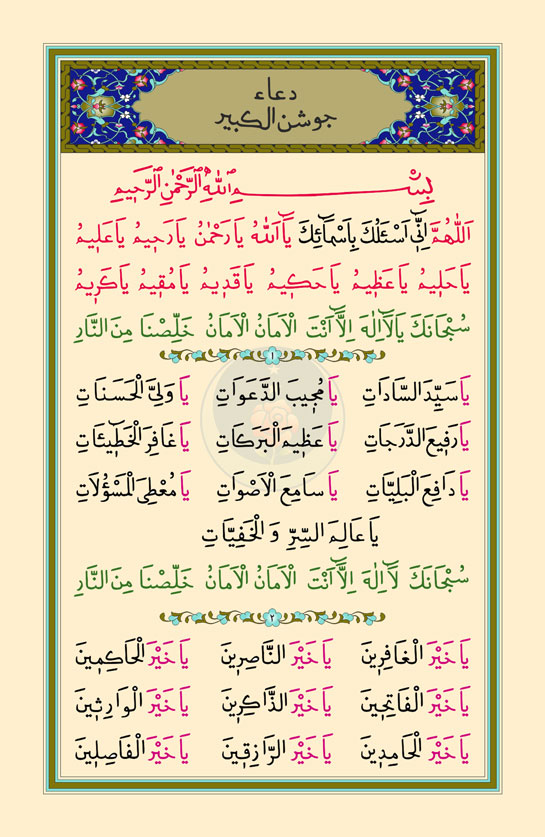 دعاء
جوشن الكبير
بِسْمِ اللّٰهِ الرَّحْمٰنِ الرَّحِيمِ
اَللّٰهُمَّ اِنِّٓى اَسْئَلُكَ بِاَسْمَٓائِكَ يَٓا اَللّٰهُ يَا رَحْمٰنُ يَا رَحِيمُ يَا عَلِيمُ
يَا حَلِيمُ يَا عَظِيمُ يَا حَكِيمُ يَا قَدِيمُ يَا مُقِيمُ يَا كَرِيمُ
سُبْحَانَكَ يَا لَٓا اِلٰهَ اِلَّٓا اَنْتَ الْاَمَانُ الْاَمَانُ خَلِّصْنَا مِنَ النَّارِ
١
يَا سَيِّدَ السَّادَاتِ يَا مُجِيبَ الدَّعَوَاتِ يَا وَلِىَّ الْحَسَنَاتِ
يَا رَفِيعَ الدَّرَجَاتِ يَا عَظِيمَ الْبَرَكَاتِ يَا غَافِرَ الْخَطِٓيئَاتِ
يَا دَافِعَ الْبَلِيَّاتِ يَا سَامِعَ الْاَصْوَاتِ يَا مُعْطِىَ الْمَسْؤُلَاتِ
يَا عَالِمَ السِّرِّ وَ الْخَفِيَّاتِ
سُبْحَانَكَ لَٓا اِلٰهَ اِلَّٓا اَنْتَ الْاَمَانُ الْاَمَانُ خَلِّصْنَا مِنَ النَّارِ
٢
يَا خَيْرَ الْغَافِرِينَ يَا خَيْرَ النَّاصِرِينَ يَا خَيْرَ الْحَاكِمِينَ
يَا خَيْرَ الْفَاتِحِينَ يَا خَيْرَ الذَّاكِرِينَ يَا خَيْرَ الْوَارِثِينَ
يَا خَيْرَ الْحَامِدِينَ يَا خَيْرَ الرَّازِقِينَ يَا خَيْرَ الْفَاصِلِينَ